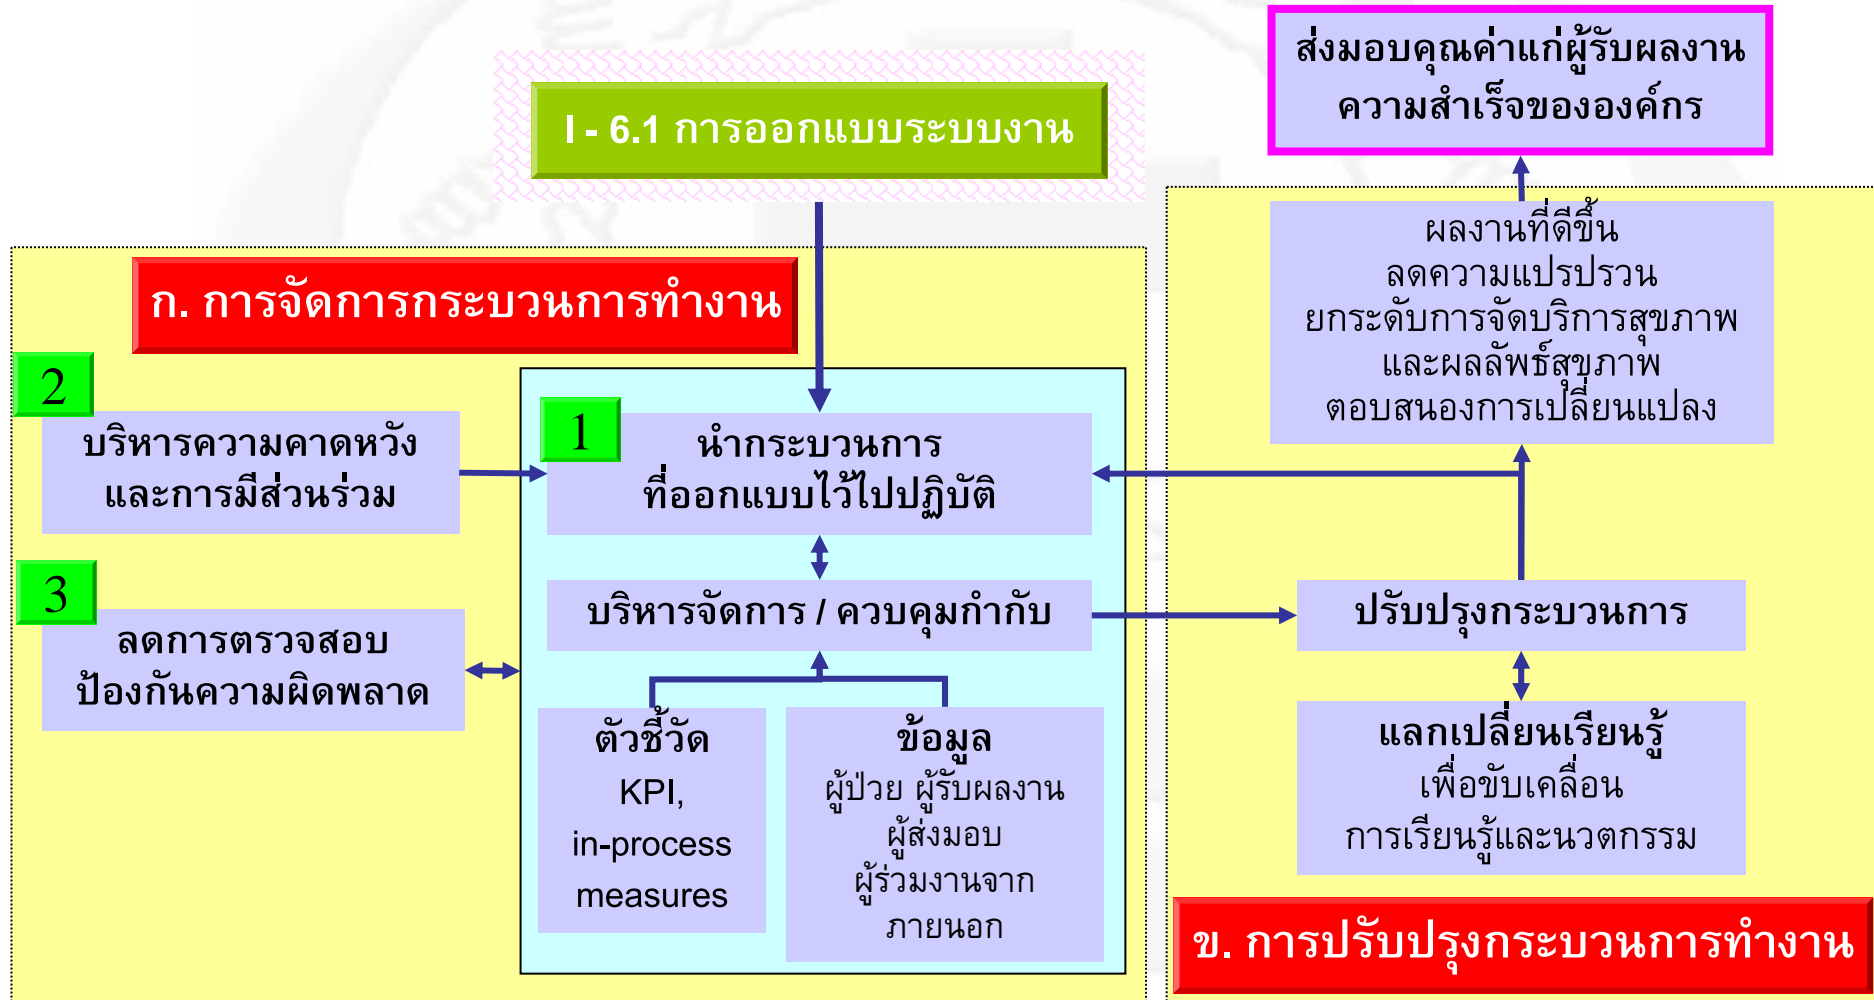 ส่งมอบคุณค่าแก่ผู้รับผลงาน
ความสำเร็จขององค์กร
I - 6.1 การออกแบบระบบงาน
ก. การจัดการกระบวนการทำงาน
2
บริหารความคาดหวัง
และการมีส่วนร่วม
3
ลดการตรวจสอบ
ป้องกันความผิดพลาด
1
นำกระบวนการ
ที่ออกแบบไว้ไปปฏิบัติ
บริหารจัดการ / ควบคุมกำกับ
ตัวชี้วัด
KPI,
in-process
measures
ข้อมูล
ผู้ป่วย ผู้รับผลงาน
ผู้ส่งมอบ
ผู้ร่วมงานจาก
ภายนอก
ผลงานที่ดีขึ้น
ลดความแปรปรวน
ยกระดับการจัดบริการสุขภาพ
และผลลัพธ์สุขภาพ
ตอบสนองการเปลี่ยนแปลง
ปรับปรุงกระบวนการ
แลกเปลี่ยนเรียนรู้
เพื่อขับเคลื่อน
การเรียนรู้และนวตกรรม
ข. การปรับปรุงกระบวนการทำงาน